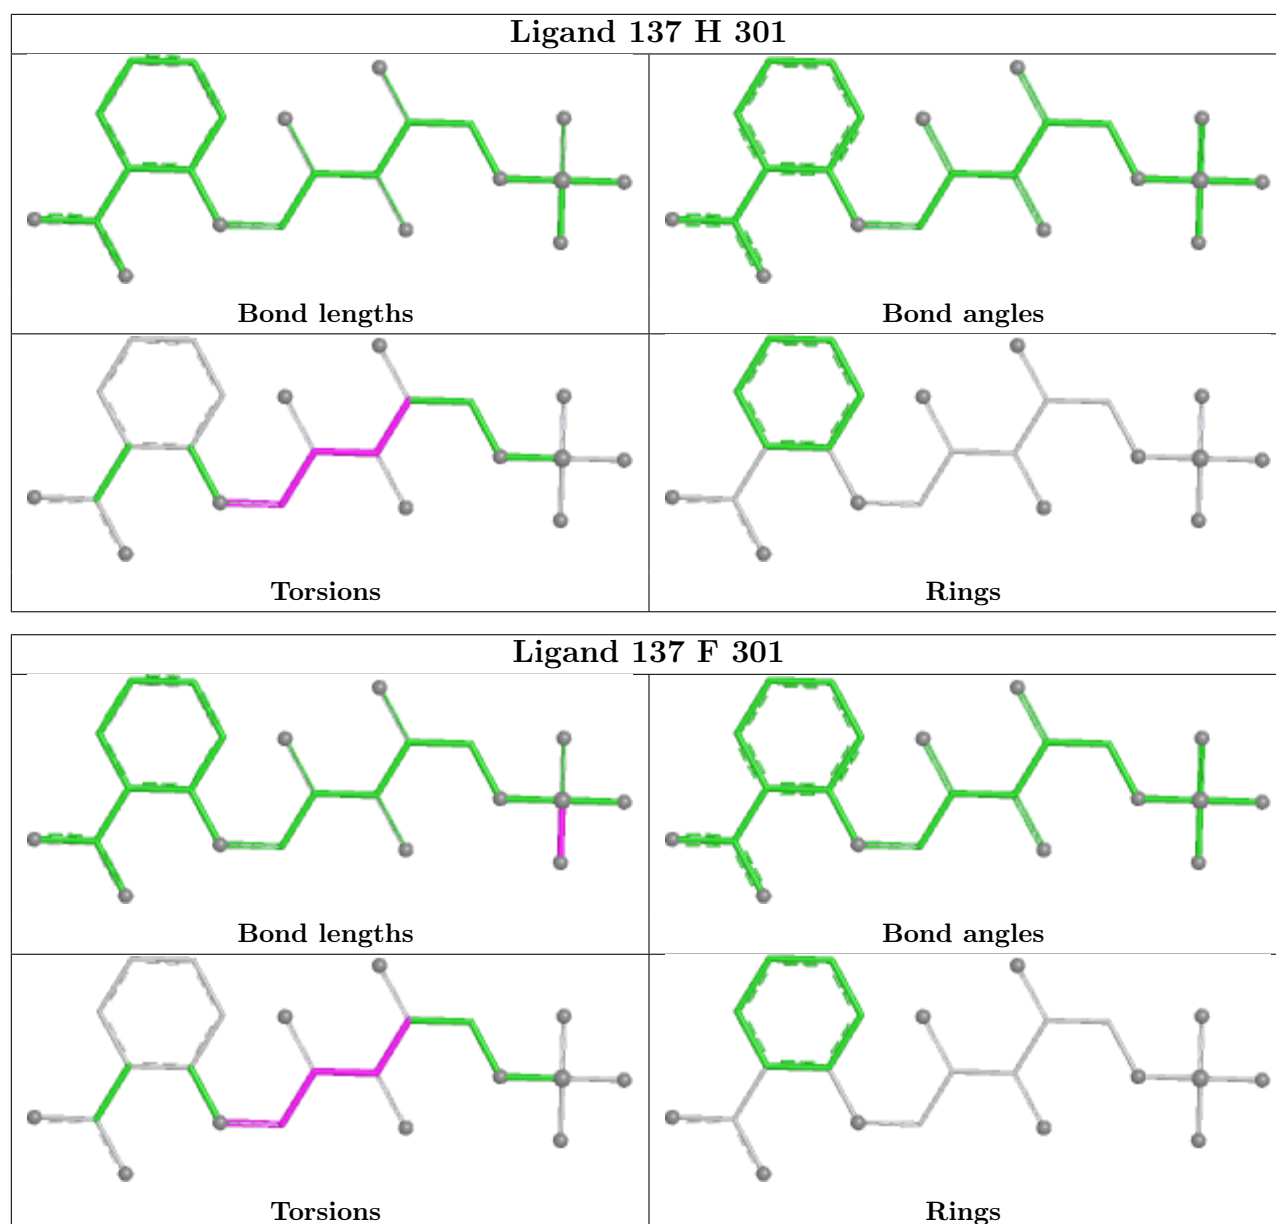 Ligand 137 H 301
Bond lengths
Bond angles
Torsions
Rings
Ligand 137 F 301
Bond lengths
Bond angles
Torsions
Rings